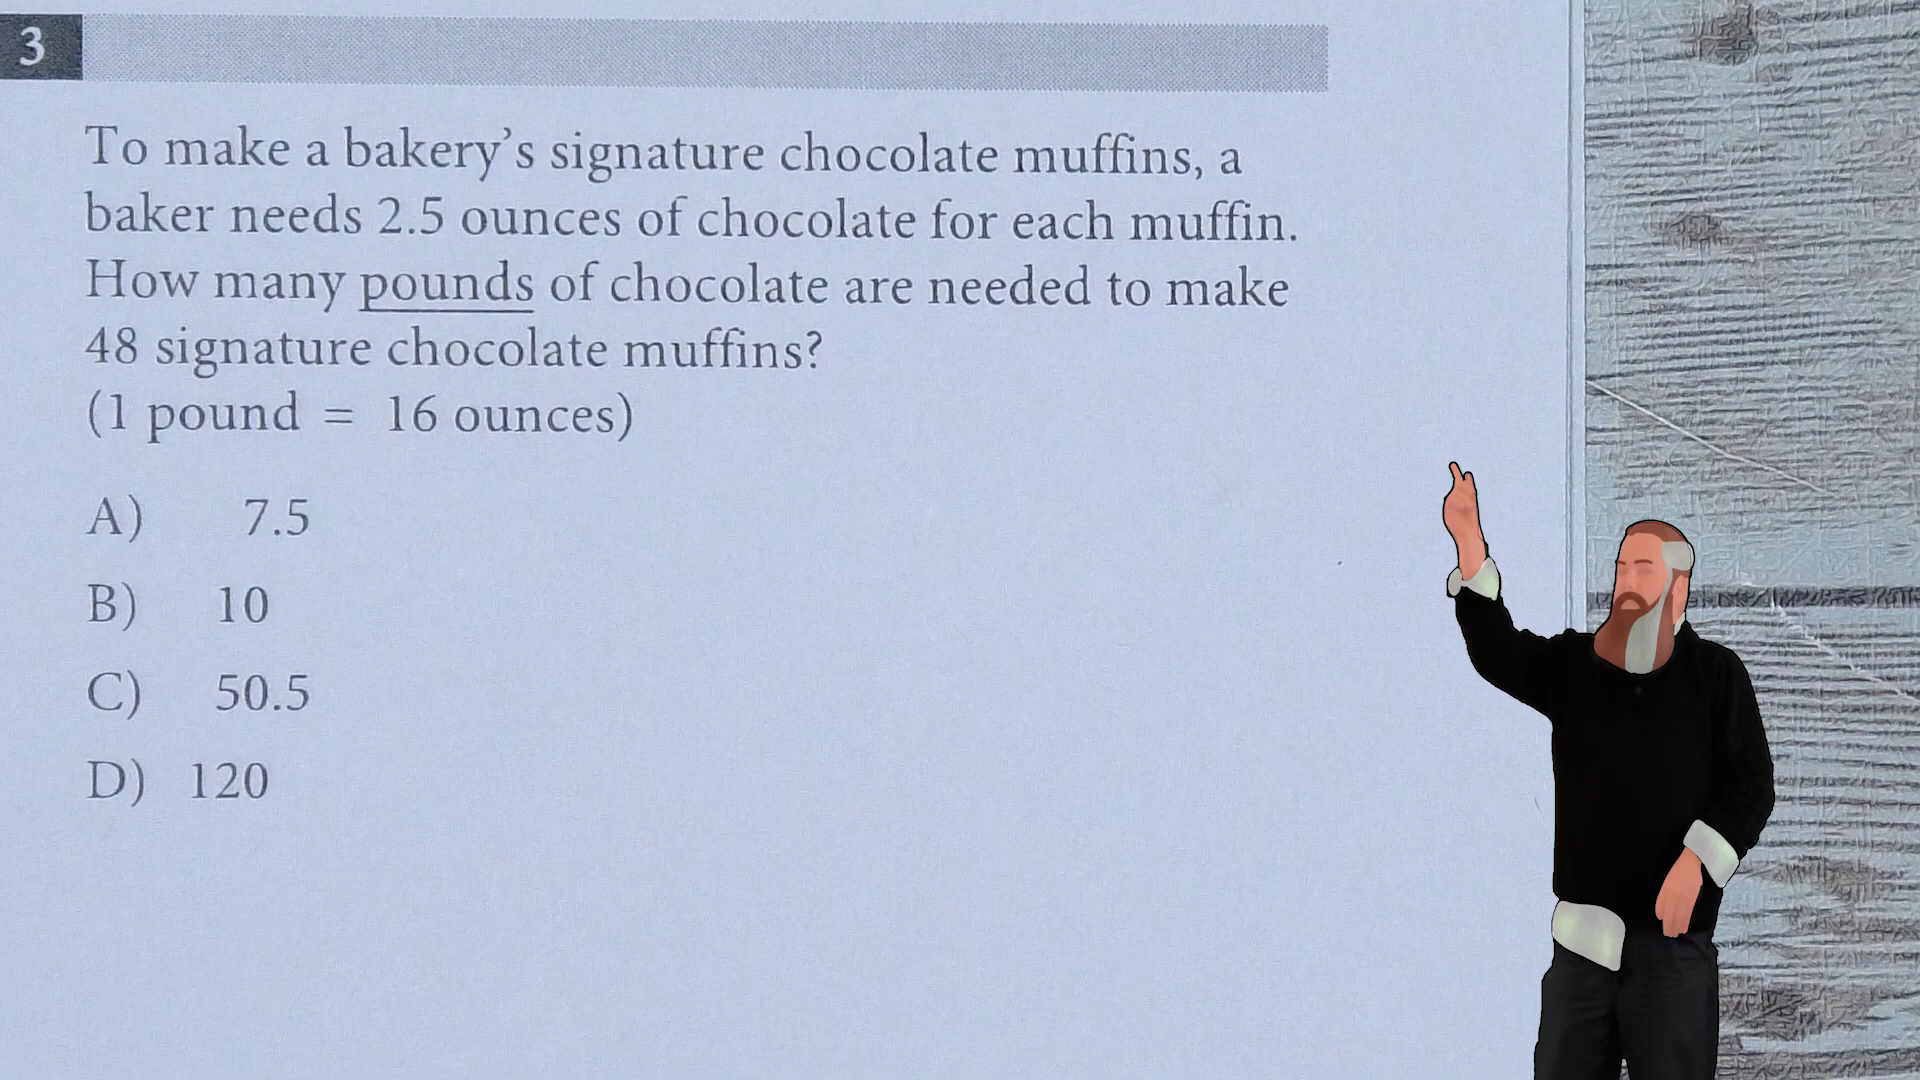 3
To make a bakery’s signature chocolate muffins, a
baker needs 2.5 ounces of chocolate for each muffin.
How many pounds of chocolate are needed to make
48 signature chocolate muffins?
(1 pound = 16 ounces)
A) 7.5
B) 10
C) 50.5
D) 120